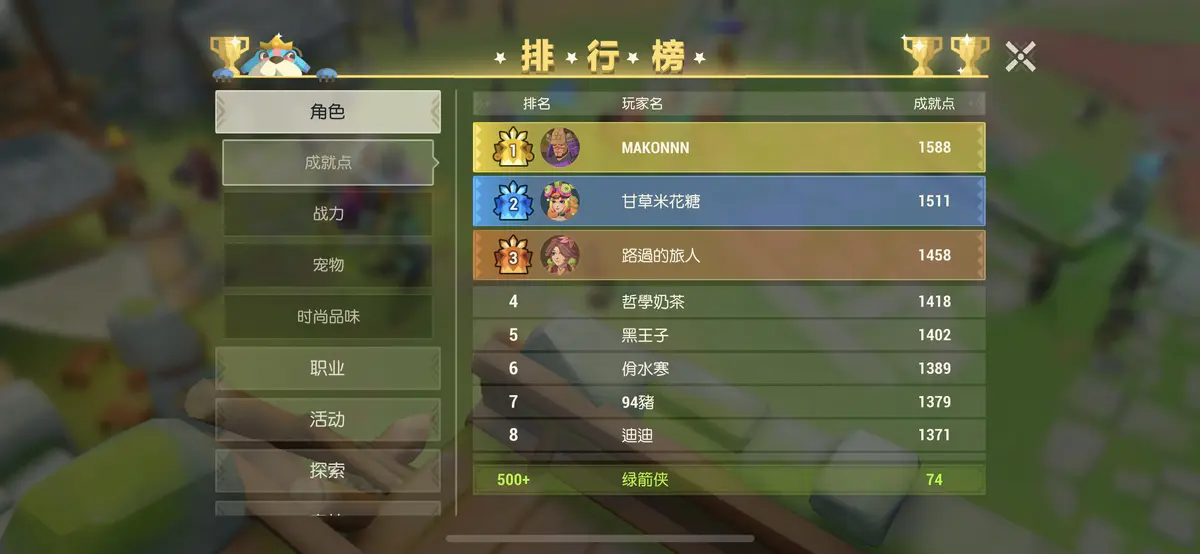 排行榜
角色
成就点
战力
宠物
时尚品味
职业
活动
探索
排名 玩家名 成就点
1 MAKONNN 1588
2 甘草米花糖 1511
3 路過的旅人 1458
4 哲學奶茶 1418
5 黑王子 1402
6 佾水寒 1389
7 94豬 1379
8 迪迪 1371
500+ 绿箭侠 74